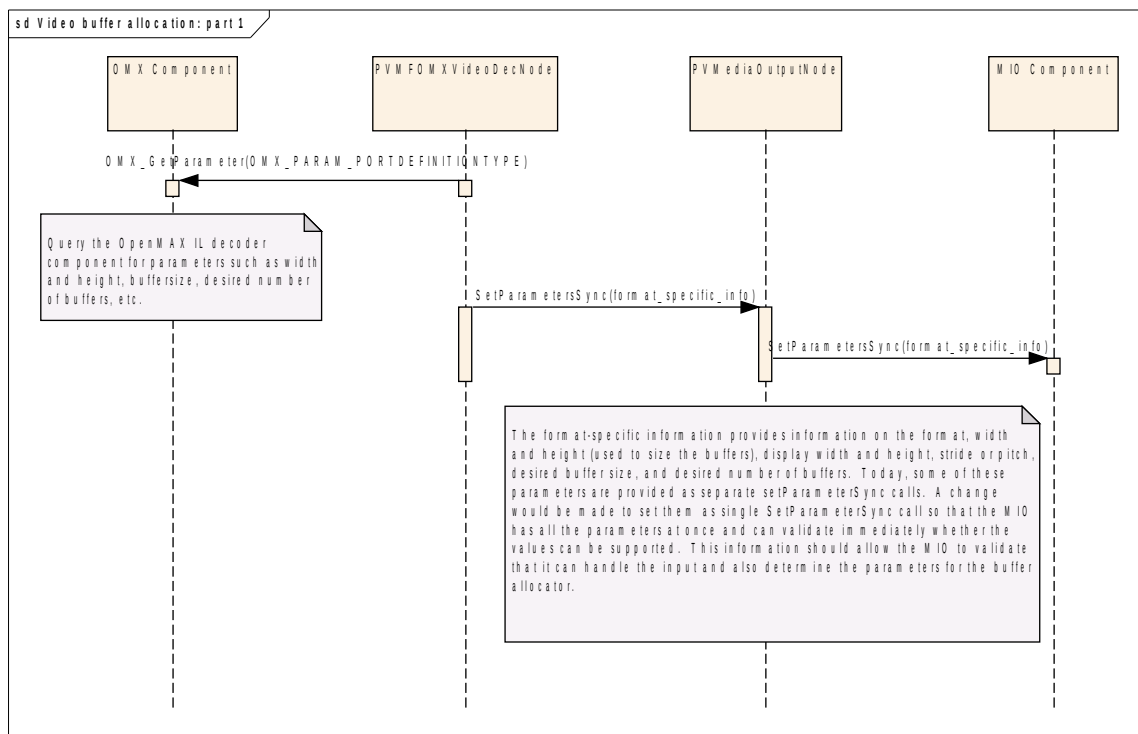 sd Video buffer allocation: part 1
OMX Component
PVMFOMXVideoDecNode
PVMediaOutputNode
MIO Component
OMX_GetParameter(OMX_PARAM_PORTDEFINITIONTYPE)
Query the OpenMAX IL decoder
component for parameters such as width
and height, buffersize, desired number
of buffers, etc.
SetParametersSync(format_specific_info)
SetParametersSync(format_specific_info)
The format-specific information provides information on the format, width
and height (used to size the buffers), display width and height, stride or pitch,
desired buffer size, and desired number of buffers. Today, some of these
parameters are provided as separate setParameterSync calls. A change
would be made to set them as single SetParameterSync call so that the MIO
has all the parameters at once and can validate immediately whether the
values can be supported. This information should allow the MIO to validate
that it can handle the input and also determine the parameters for the buffer
allocator.